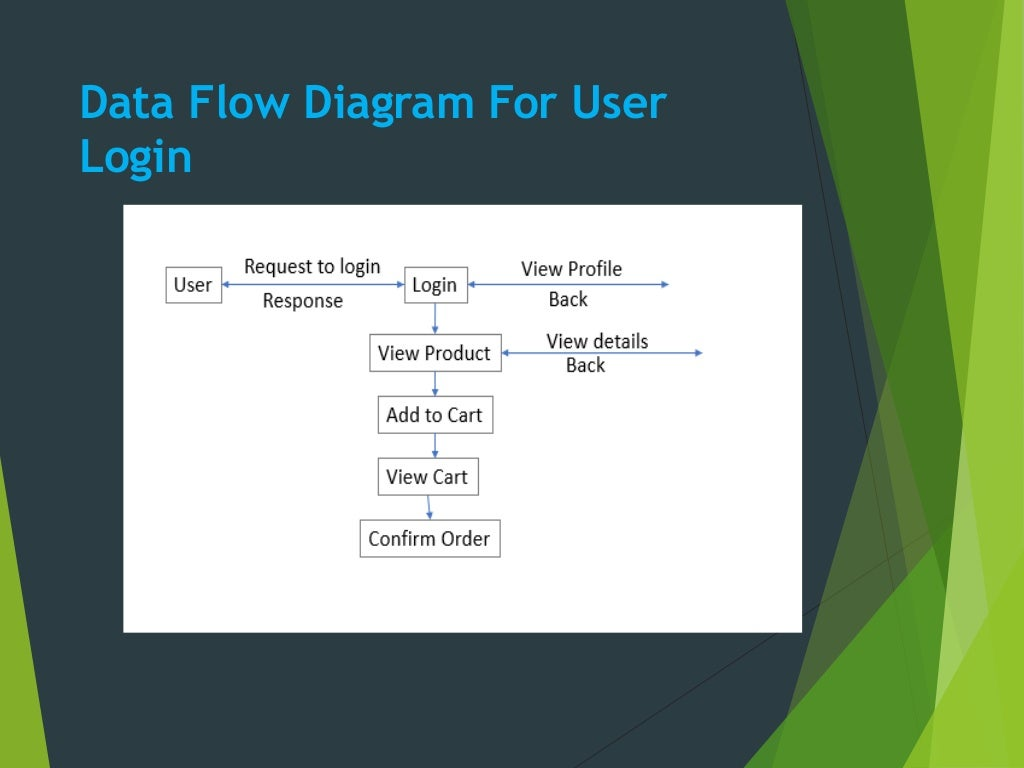 Data Flow Diagram For User
Login
Request to login
View Profile
User
Login
Response
Back
View details
View Product
Back
Add to Cart
View Cart
Confirm Order